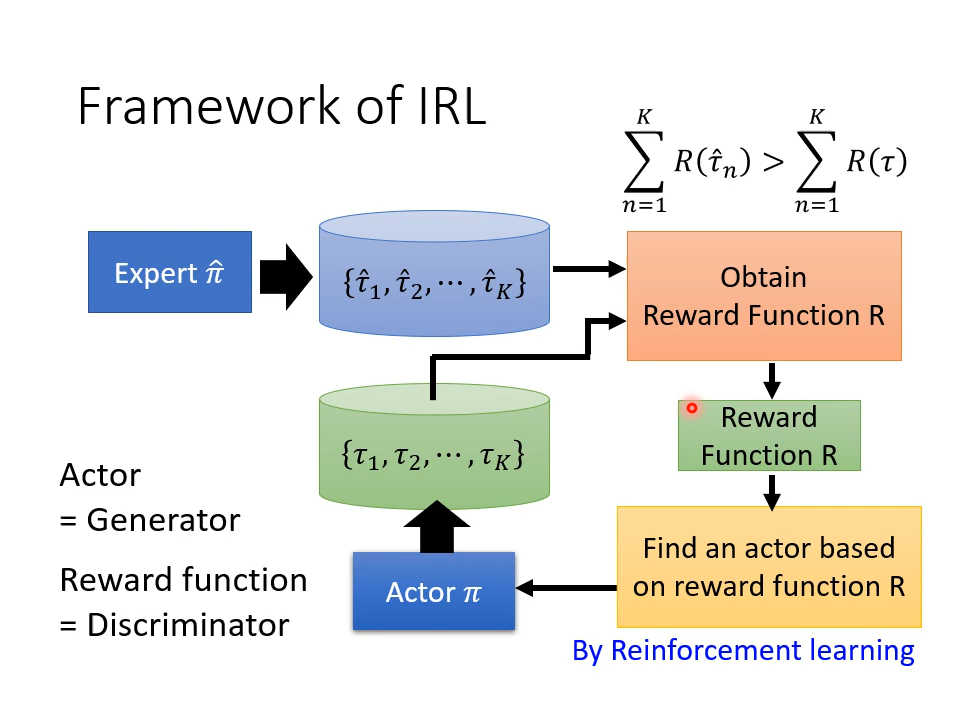 Framework of IRL
$\sum_{n=1}^{K} R(\hat{\tau}_n) > \sum_{n=1}^{K} R(\tau)$
Expert $\hat{\pi}$
$\{\hat{\tau}_1, \hat{\tau}_2, \cdots, \hat{\tau}_K\}$
Obtain
Reward Function R
$\{\tau_1, \tau_2, \cdots, \tau_K\}$
Reward
Function R
Actor
= Generator
Reward function
= Discriminator
Actor $\pi$
Find an actor based
on reward function R
By Reinforcement learning